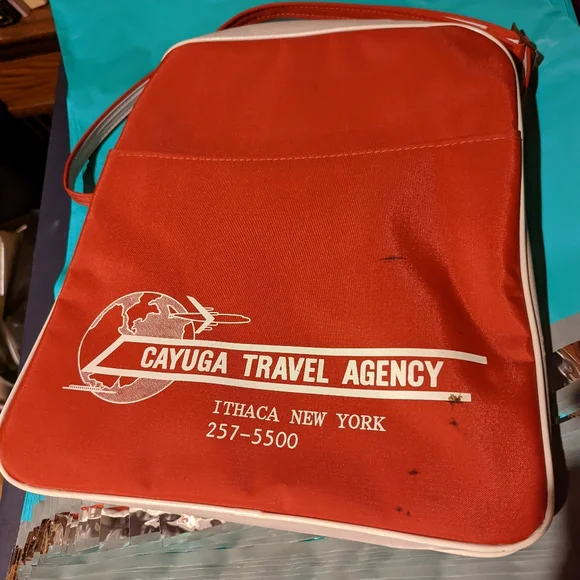 CAYUGA TRAVEL AGENCY
ITHACA NEW YORK
257-5500